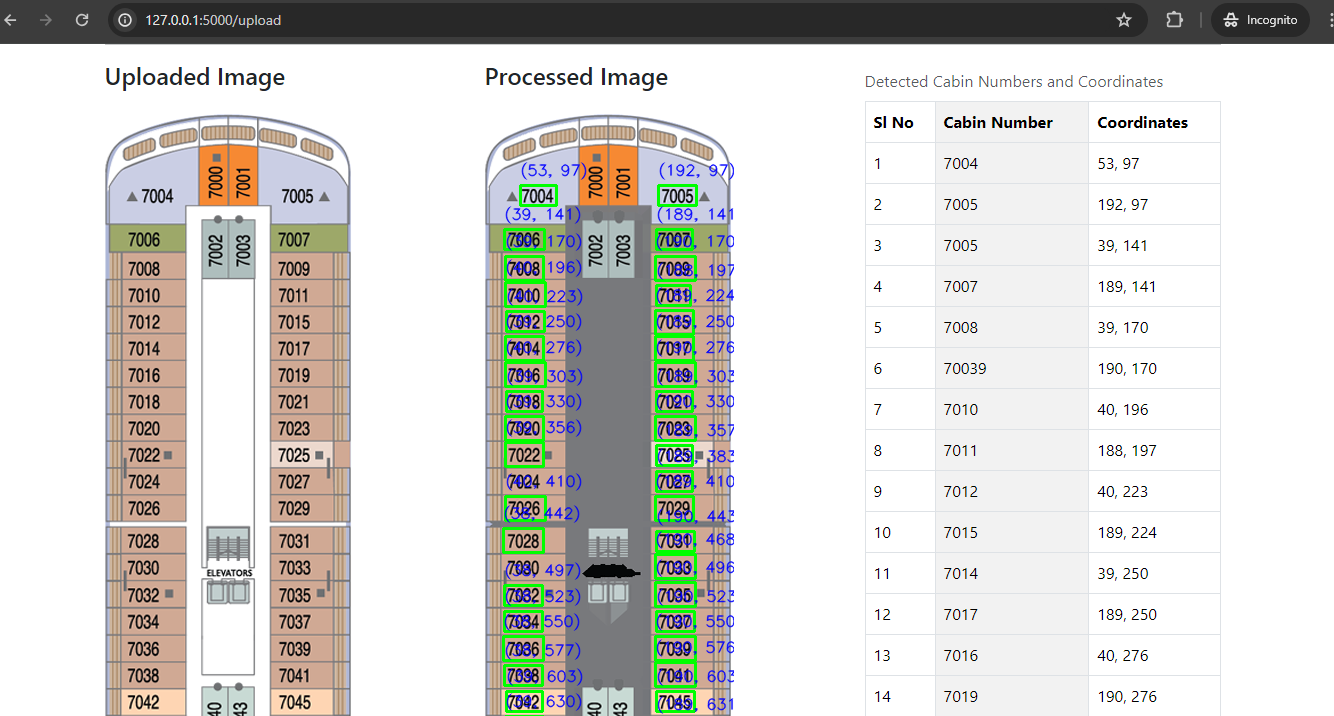 127.0.0.1:5000/upload
Incognito
Uploaded Image
7000 7001
7004 7005
7002 7003
7006 7007
7008 7009
7010 7011
7012 7015
7014 7017
7016 7019
7018 7021
7020 7023
7022 7025
7024 7027
7026 7029
7028 7031
7030 7033
ELEVATORS
7032 7035
7034 7037
7036 7039
7038 7041
7042 40 43 7045
Processed Image
(53, 97) 7000 7001 (192, 97)
7004 7005
(39, 141) (189, 141
7002 7003
7006 170) 7007 170
7008 196) 7009 197
7010 223) 7011 224
7012 250) 7015 250
7014 276) 7017 276
7016 303) 7019 303
7018 330) 7021 330
7020 356) 7023 357
7022 7025 383
7024 410) 7027 410
7026 7029
(38, 442) (190, 443
7028 7031 468
7030 497) 7033 496
7032 523) 7035 523
7034 550) 7037 550
7036 577) 7039 576
7038 603) 7041 603
7042 630) 40 43 7045 631
Detected Cabin Numbers and Coordinates
Sl No Cabin Number Coordinates
1 7004 53, 97
2 7005 192, 97
3 7005 39, 141
4 7007 189, 141
5 7008 39, 170
6 70039 190, 170
7 7010 40, 196
8 7011 188, 197
9 7012 40, 223
10 7015 189, 224
11 7014 39, 250
12 7017 189, 250
13 7016 40, 276
14 7019 190, 276